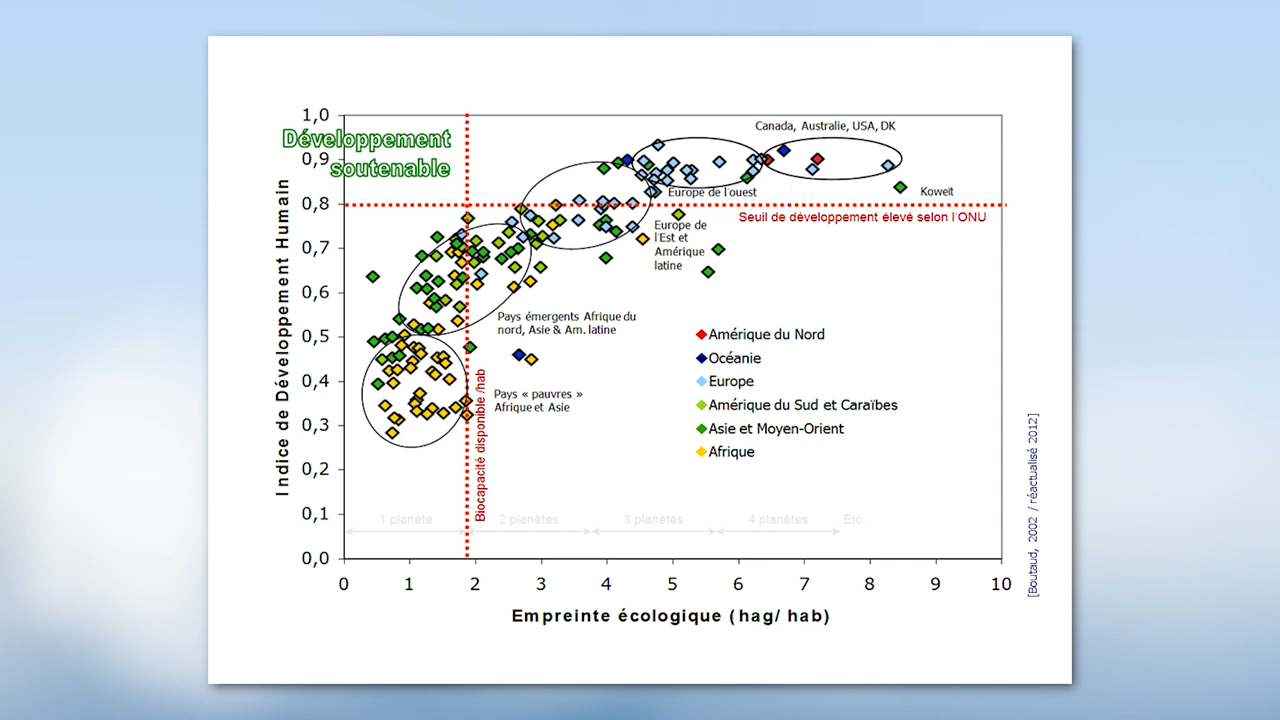 1,0
0,9
0,8
0,7
0,6
0,5
0,4
0,3
0,2
0,1
0,0
Indice de Développement Humain
Développement
soutenable
Canada, Australie, USA, DK
Koweit
Europe de l'ouest
Seuil de développement élevé selon l'ONU
Europe de
l'Est et
Amérique
latine
Pays émergents Afrique du
nord, Asie & Am. latine
Pays « pauvres »
Afrique et Asie
Biocapacité disponible /hab
Amérique du Nord
Océanie
Europe
Amérique du Sud et Caraïbes
Asie et Moyen-Orient
Afrique
1 planète
2 planètes
3 planètes
4 planètes
Etc.
0 1 2 3 4 5 6 7 8 9 10
Empreinte écologique (hag/ hab)
[Boutaud, 2002 / réactualisé 2012]